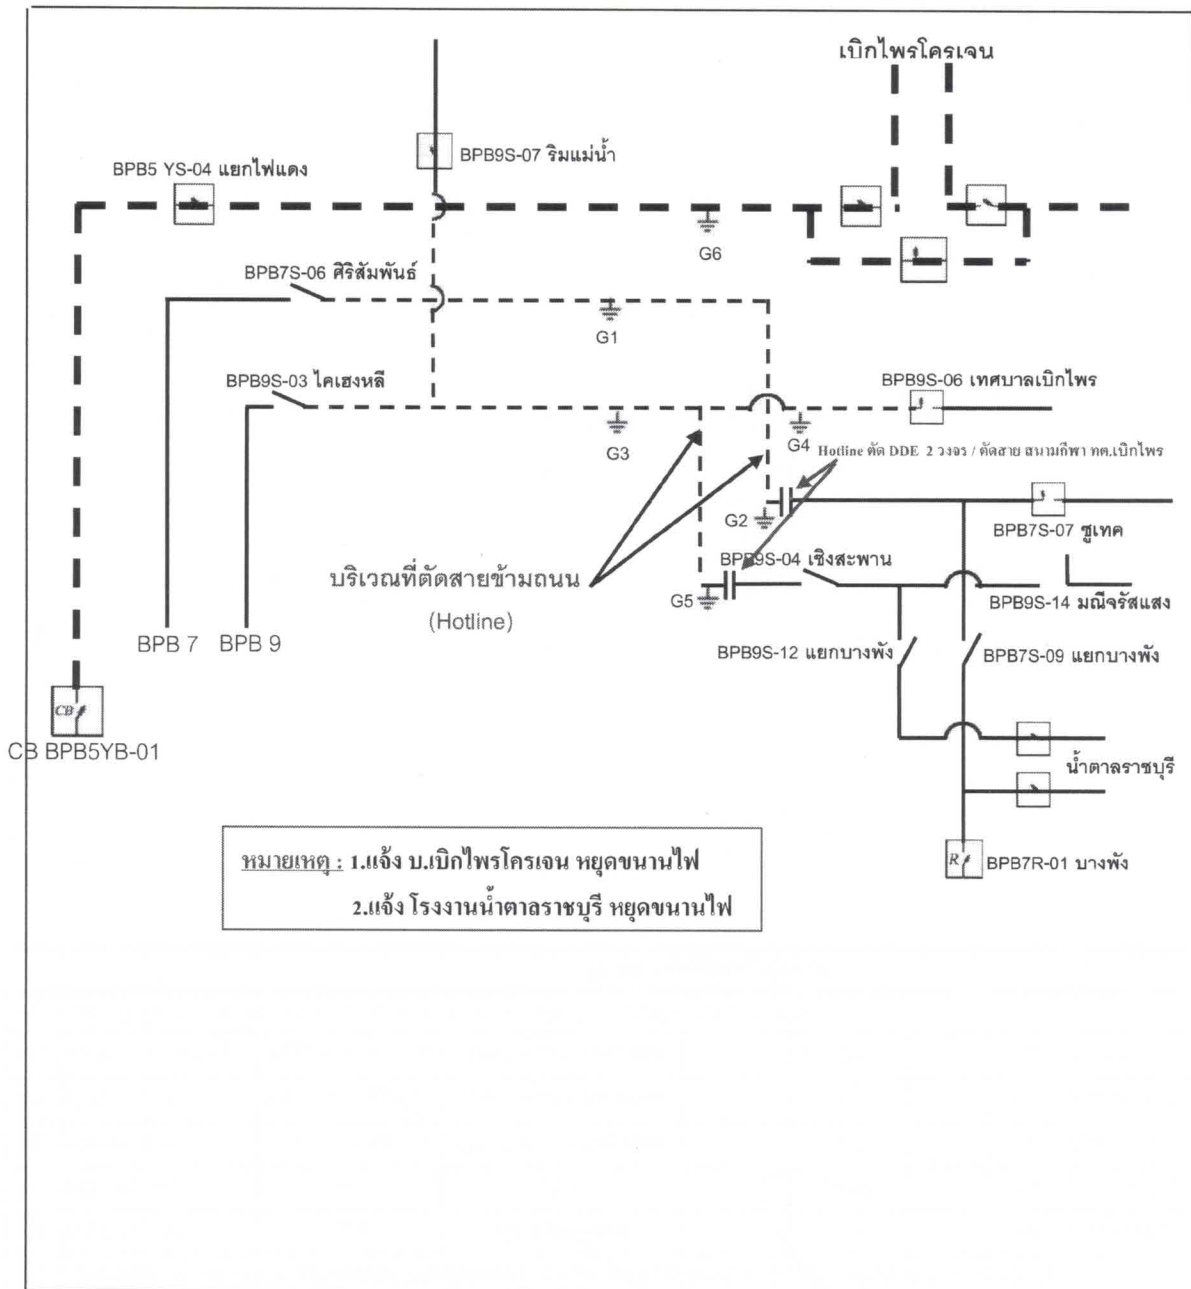 เบิกไพรโครเจน
BPB9S-07 ริมแม่น้ำ
BPB5 YS-04 แยกไฟแดง
G6
BPB7S-06 ศิริสัมพันธ์
G1
BPB9S-03 ไคเฮงหลี
BPB9S-06 เทศบาลเบิกไพร
G3
G4
Hotline ตัด DDE 2 วงจร / ตัดสาย สนามกีฬา ทต.เบิกไพร
G2
BPB7S-07 ซูเทค
BPB9S-04 เชิงสะพาน
บริเวณที่ตัดสายข้ามถนน
(Hotline)
G5
BPB9S-14 มณีจรัสแสง
BPB 7
BPB 9
BPB9S-12 แยกบางพัง
BPB7S-09 แยกบางพัง
CB
CB BPB5YB-01
น้ำตาลราชบุรี
R
BPB7R-01 บางพัง
หมายเหตุ : 1.แจ้ง บ.เบิกไพรโครเจน หยุดขนานไฟ
2.แจ้ง โรงงานน้ำตาลราชบุรี หยุดขนานไฟ